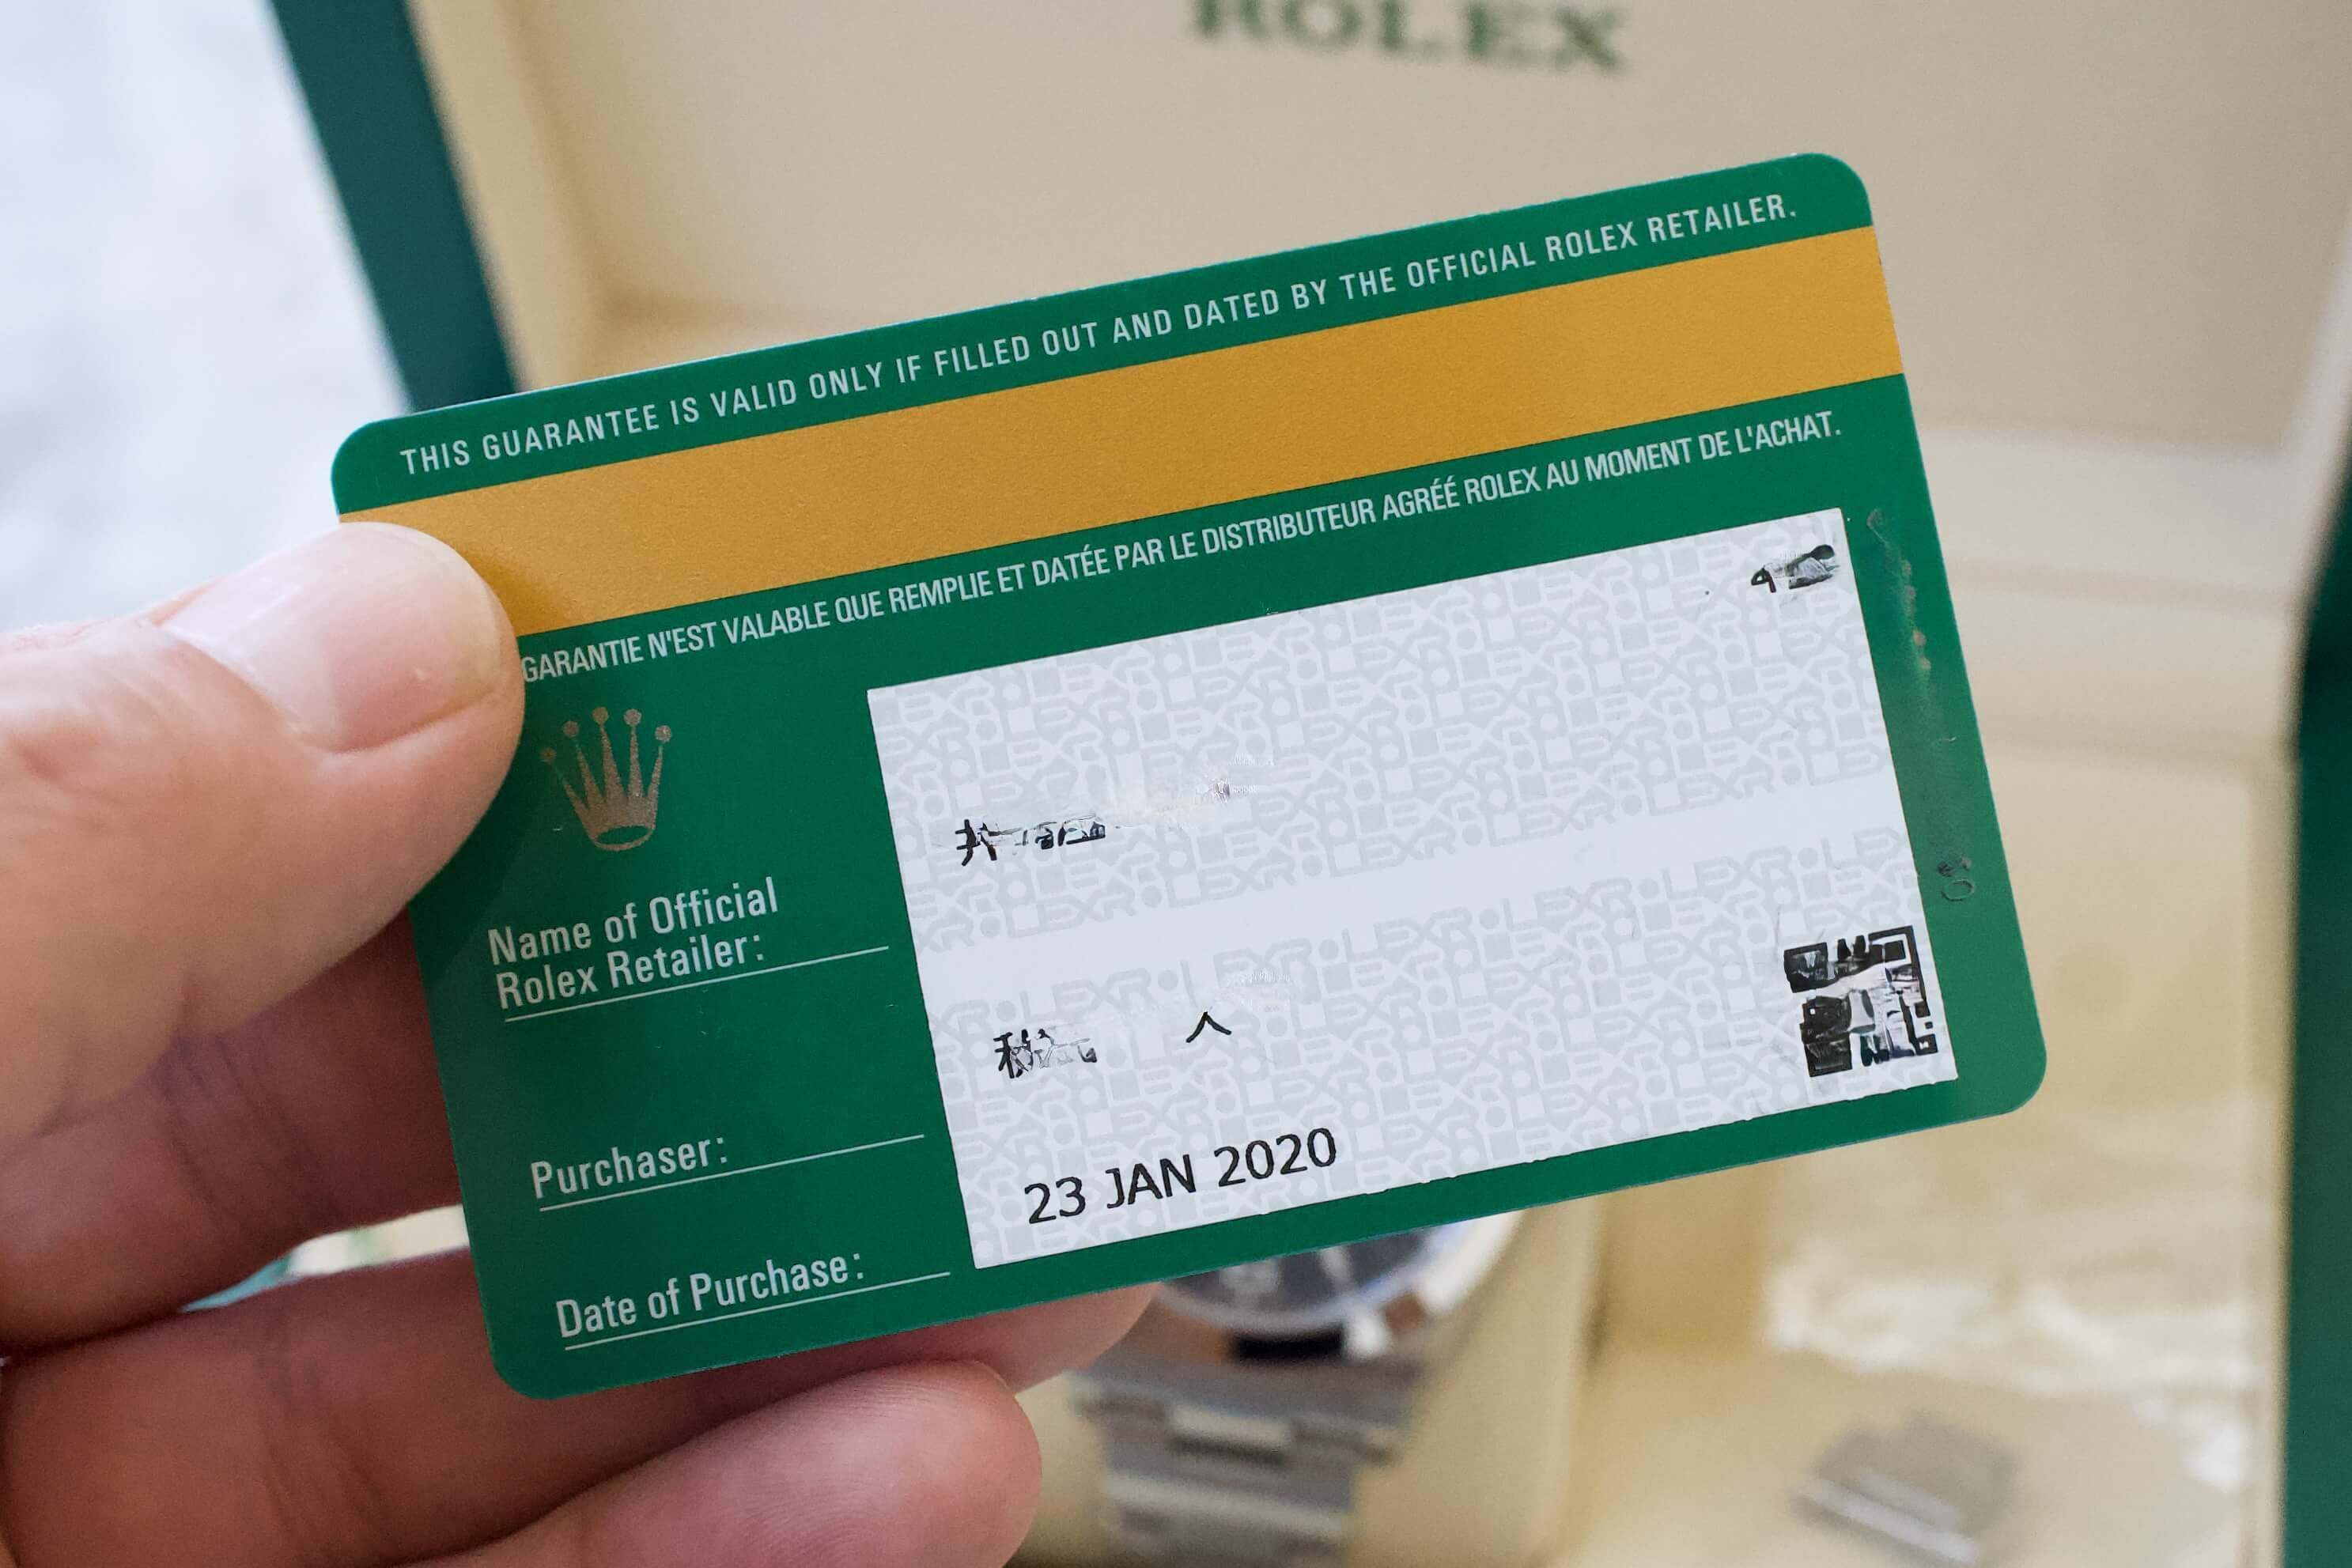 ROLEX
THIS GUARANTEE IS VALID ONLY IF FILLED OUT AND DATED BY THE OFFICIAL ROLEX RETAILER.
GARANTIE N'EST VALABLE QUE REMPLIE ET DATÉE PAR LE DISTRIBUTEUR AGRÉÉ ROLEX AU MOMENT DE L'ACHAT.
Name of Official
Rolex Retailer:
Purchaser:
Date of Purchase:
23 JAN 2020